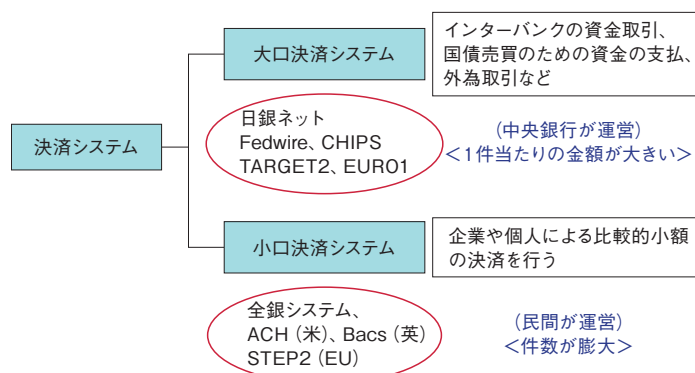 決済システム
大口決済システム
インターバンクの資金取引、
国債売買のための資金の支払、
外為取引など
日銀ネット
Fedwire、CHIPS
TARGET2、EURO1
(中央銀行が運営)
<1件当たりの金額が大きい>
小口決済システム
企業や個人による比較的小額
の決済を行う
全銀システム、
ACH(米)、Bacs(英)
STEP2(EU)
(民間が運営)
<件数が膨大>